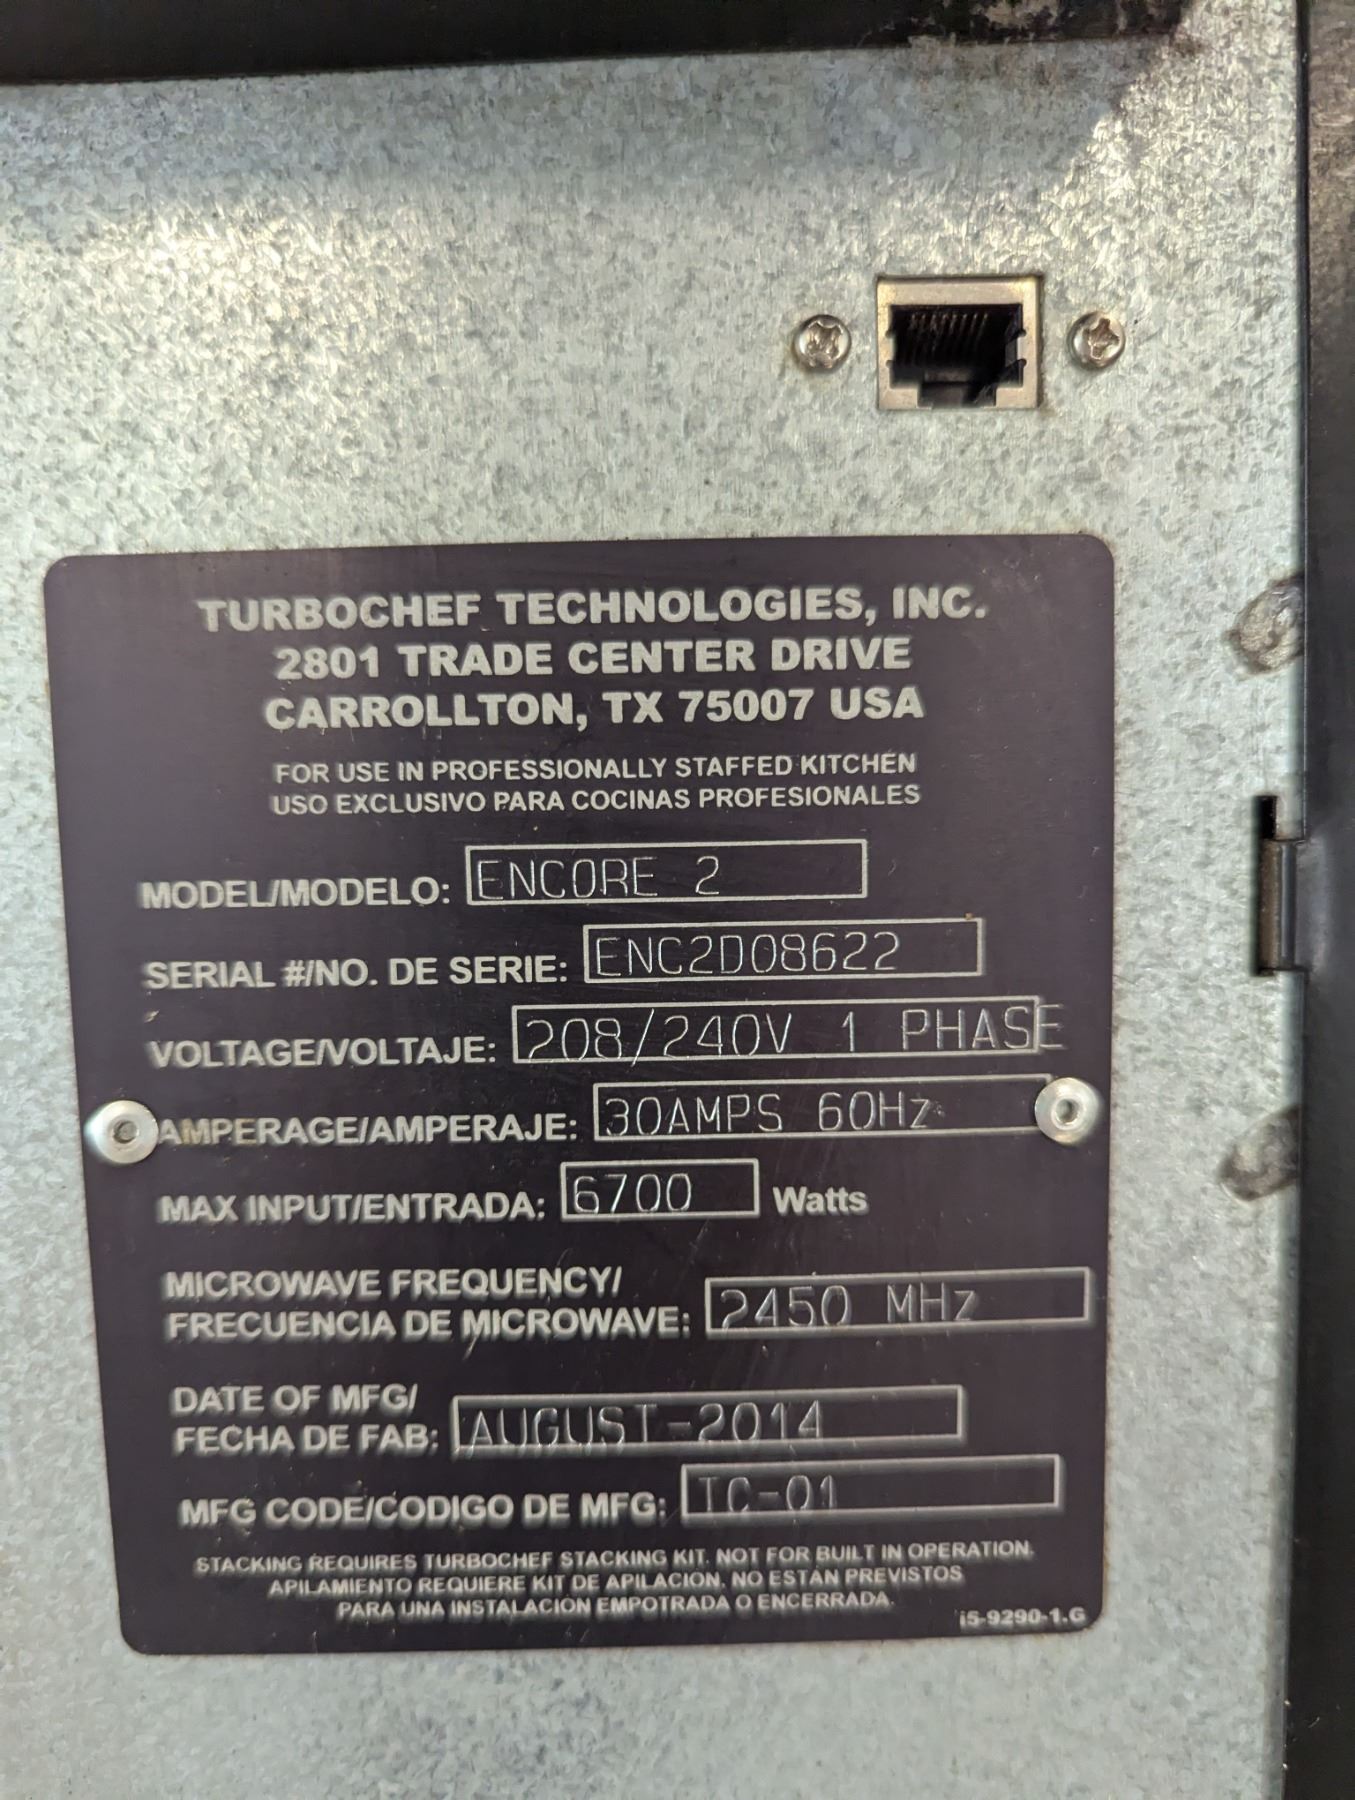 TURBOCHEF TECHNOLOGIES, INC.
2801 TRADE CENTER DRIVE
CARROLLTON, TX 75007 USA
FOR USE IN PROFESSIONALLY STAFFED KITCHEN
USO EXCLUSIVO PARA COCINAS PROFESIONALES
MODEL/MODELO: ENCORE 2
SERIAL #/NO. DE SERIE: ENC2D08622
VOLTAGE/VOLTAJE: 208/240V 1 PHASE
AMPERAGE/AMPERAJE: 30AMPS 60Hz
MAX INPUT/ENTRADA: 6700 Watts
MICROWAVE FREQUENCY/
FRECUENCIA DE MICROWAVE: 2450 MHz
DATE OF MFG/
FECHA DE FAB: AUGUST-2014
MFG CODE/CODIGO DE MFG: TC-01
STACKING REQUIRES TURBOCHEF STACKING KIT. NOT FOR BUILT IN OPERATION.
APILAMIENTO REQUIERE KIT DE APILACION. NO ESTAN PREVISTOS
PARA UNA INSTALACION EMPOTRADA O ENCERRADA.
i5-9290-1.G